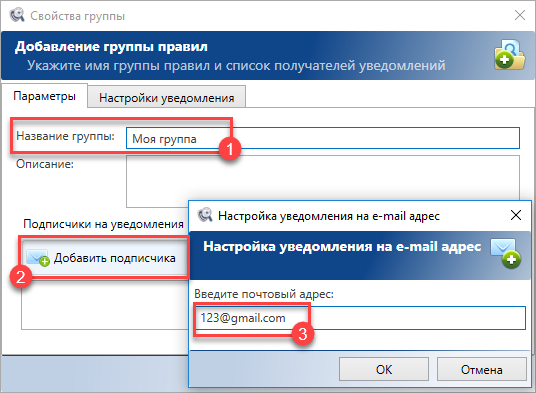 Свойства группы
Добавление группы правил
Укажите имя группы правил и список получателей уведомлений
Параметры
Настройки уведомления
Название группы:
Моя группа
1
Описание:
Подписчики на уведомления
2
Добавить подписчика
Настройка уведомления на e-mail адрес
Настройка уведомления на e-mail адрес
Введите почтовый адрес:
123@gmail.com
3
OK
Отмена